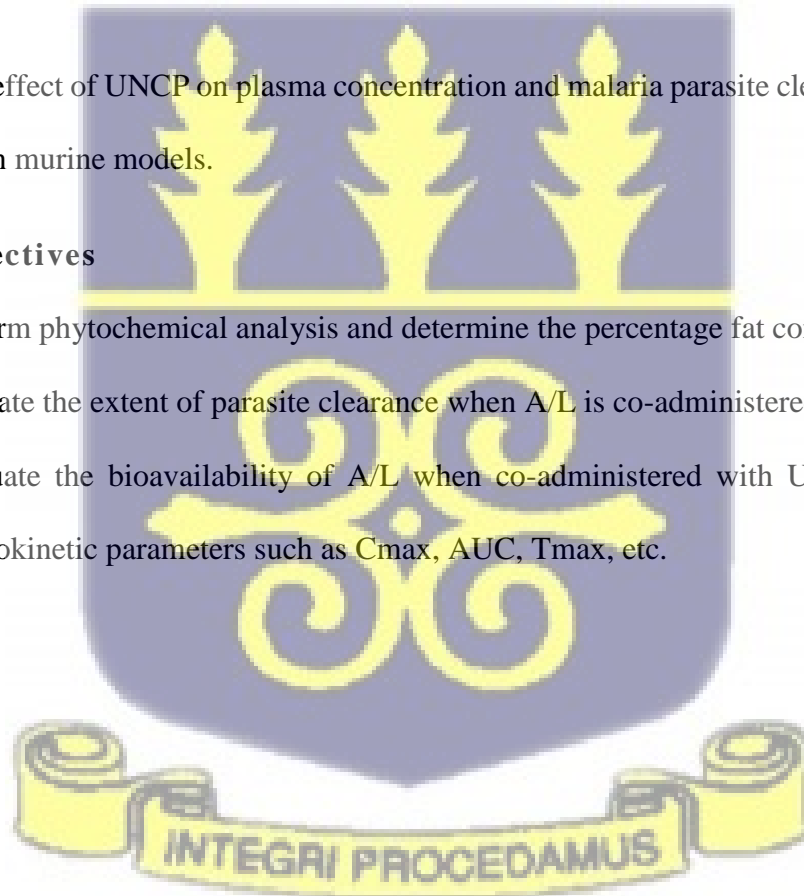 effect of UNCP on plasma concentration and malaria parasite cle
murine models.
ectives
rm phytochemical analysis and determine the percentage fat co
ate the extent of parasite clearance when A/L is co-administere
uate the bioavailability of A/L when co-administered with U
okinetic parameters such as Cmax, AUC, Tmax, etc.
INTEGRI PROCEDAMUS